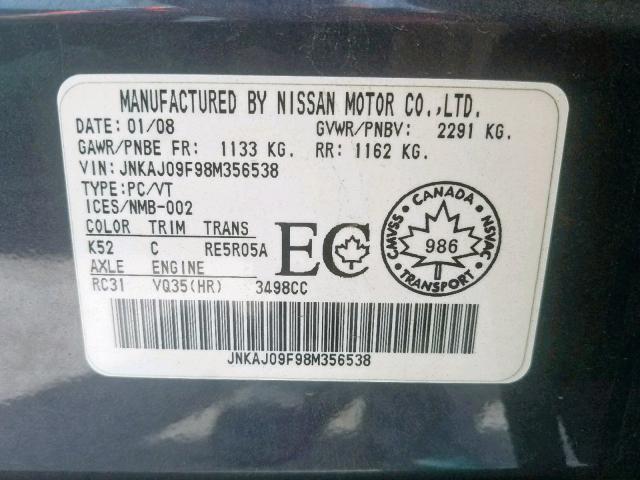 MANUFACTURED BY NISSAN MOTOR CO.,LTD.
DATE: 01/08 GVWR/PNBV: 2291 KG.
GAWR/PNBE FR: 1133 KG. RR: 1162 KG.
VIN: JNKAJ09F98M356538
TYPE: PC/VT
ICES/NMB-002
COLOR TRIM TRANS
K52 C RE5R05A
AXLE ENGINE
RC31 VQ35(HR) 3498CC
EC
CANADA
CMVSS NSVAC
986
TRANSPORT
JNKAJ09F98M356538